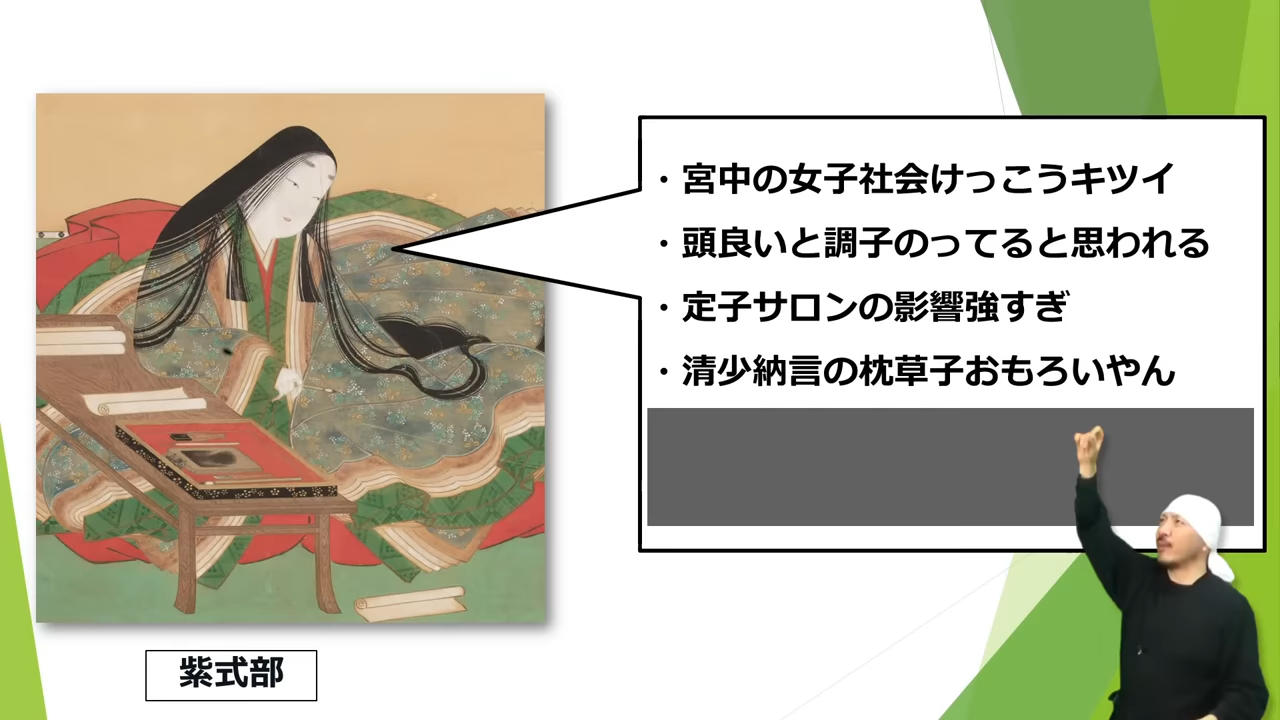 ・宮中の女子社会けっこうキツイ
・頭良いと調子のってると思われる
・定子サロンの影響強すぎ
・清少納言の枕草子おもろいやん
紫式部